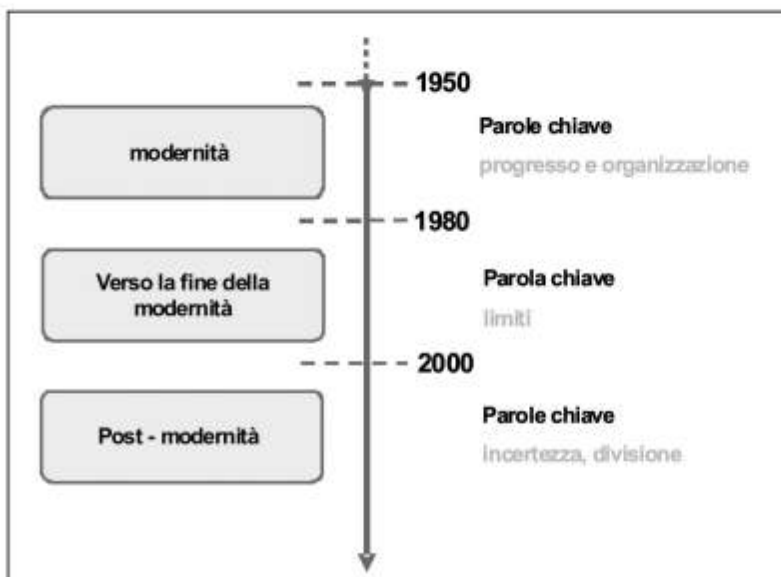 1950
modernità
Parole chiave
progresso e organizzazione
1980
Verso la fine della
modernità
Parola chiave
limiti
2000
Post - modernità
Parole chiave
incertezza, divisione